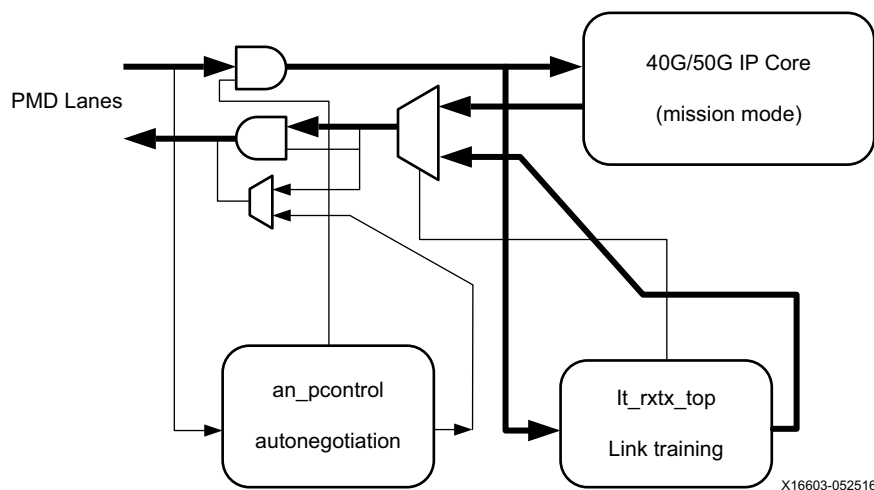 40G/50G IP Core
(mission mode)
PMD Lanes
an_pcontrol
autonegotiation
lt_rxtx_top
Link training
X16603-052516